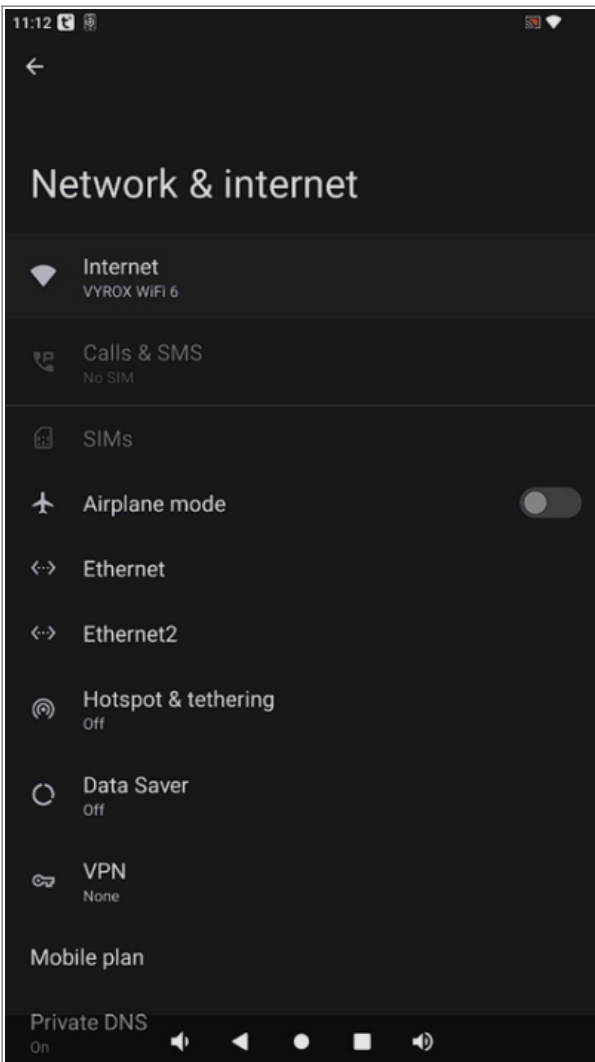 11:12
Network & internet
Internet
VYROX WiFi 6
Calls & SMS
No SIM
SIMs
Airplane mode
Ethernet
Ethernet2
Hotspot & tethering
Off
Data Saver
Off
VPN
None
Mobile plan
Private DNS
On